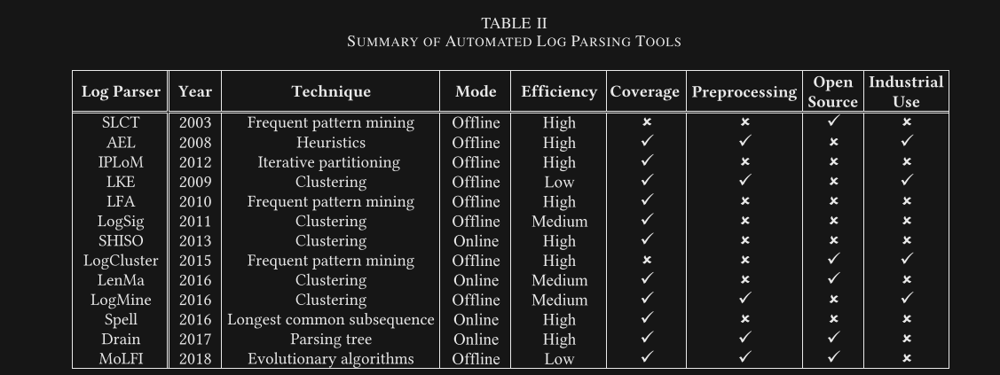 TABLE II
SUMMARY OF AUTOMATED LOG PARSING TOOLS
Log Parser Year Technique Mode Efficiency Coverage Preprocessing Open Source Industrial Use
SLCT 2003 Frequent pattern mining Offline High ✘ ✘ ✓ ✘
AEL 2008 Heuristics Offline High ✓ ✓ ✘ ✓
IPLoM 2012 Iterative partitioning Offline High ✓ ✘ ✘ ✘
LKE 2009 Clustering Offline Low ✓ ✓ ✘ ✓
LFA 2010 Frequent pattern mining Offline High ✓ ✘ ✘ ✘
LogSig 2011 Clustering Offline Medium ✓ ✘ ✘ ✘
SHISO 2013 Clustering Online High ✓ ✘ ✘ ✘
LogCluster 2015 Frequent pattern mining Offline High ✘ ✘ ✓ ✓
LenMa 2016 Clustering Online Medium ✓ ✘ ✓ ✘
LogMine 2016 Clustering Offline Medium ✓ ✓ ✘ ✓
Spell 2016 Longest common subsequence Online High ✓ ✘ ✘ ✘
Drain 2017 Parsing tree Online High ✓ ✓ ✓ ✘
MoLFI 2018 Evolutionary algorithms Offline Low ✓ ✓ ✓ ✘